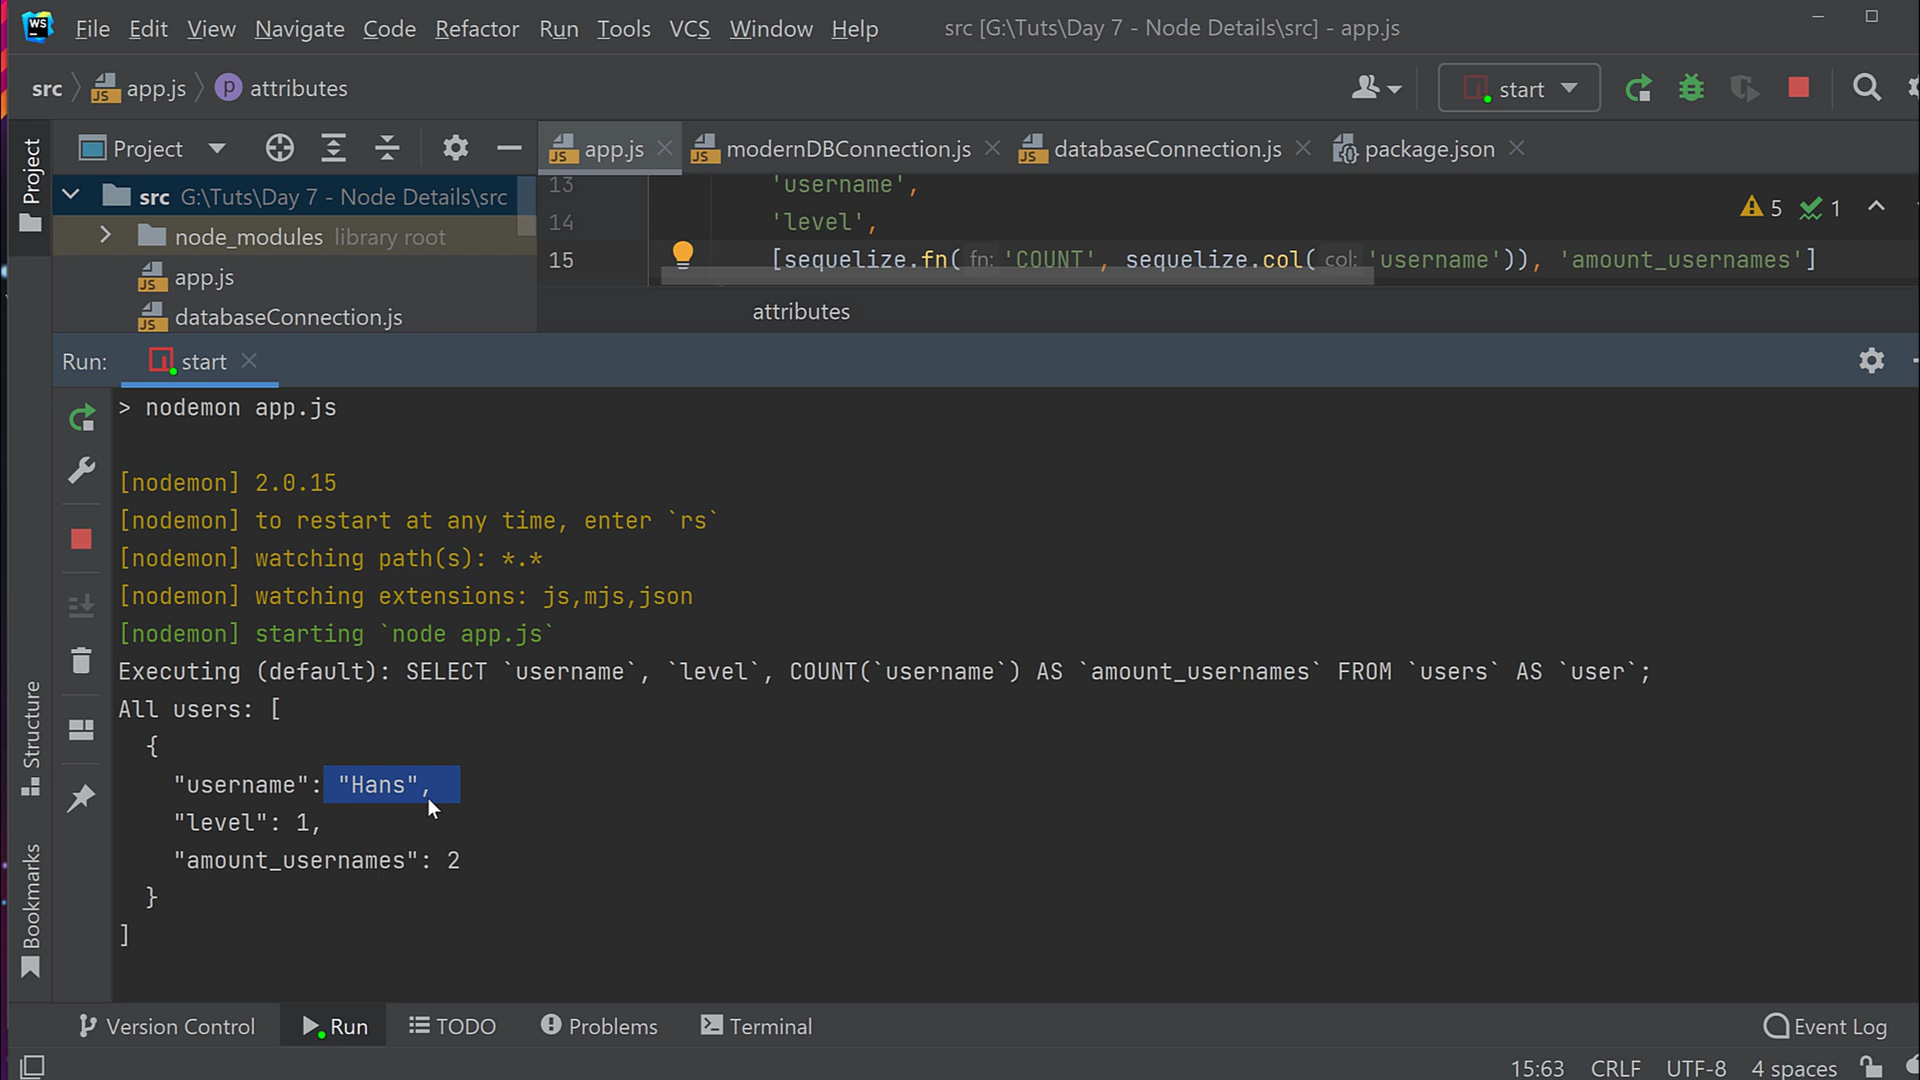 WS File Edit View Navigate Code Refactor Run Tools VCS Window Help src [G:\Tuts\Day 7 - Node Details\src] - app.js
src app.js p attributes start
Project Project app.js modernDBConnection.js databaseConnection.js package.json
src G:\Tuts\Day 7 - Node Details\src
node_modules library root
app.js
databaseConnection.js
13 'username',
14 'level',
15 [sequelize.fn( fn: 'COUNT', sequelize.col( col: 'username')), 'amount_usernames']
5 1
attributes
Run: start
> nodemon app.js
[nodemon] 2.0.15
[nodemon] to restart at any time, enter `rs`
[nodemon] watching path(s): *.*
[nodemon] watching extensions: js,mjs,json
[nodemon] starting `node app.js`
Executing (default): SELECT `username`, `level`, COUNT(`username`) AS `amount_usernames` FROM `users` AS `user`;
All users: [
{
"username": "Hans",
"level": 1,
"amount_usernames": 2
}
]
Structure
Bookmarks
Version Control Run TODO Problems Terminal Event Log
15:63 CRLF UTF-8 4 spaces